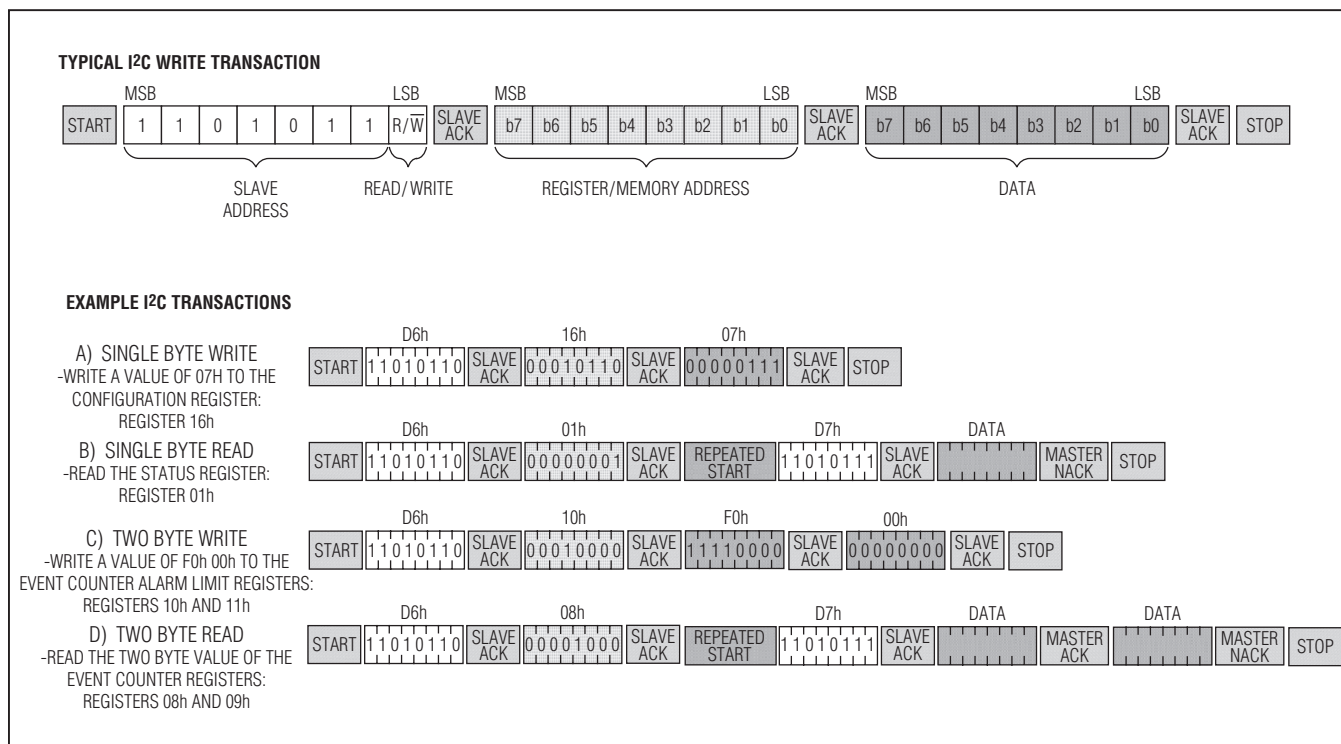 TYPICAL I2C WRITE TRANSACTION
MSB LSB MSB LSB MSB LSB
START 1 1 0 1 0 1 1 R/W SLAVE ACK b7 b6 b5 b4 b3 b2 b1 b0 SLAVE ACK b7 b6 b5 b4 b3 b2 b1 b0 SLAVE ACK STOP
SLAVE ADDRESS READ/WRITE REGISTER/MEMORY ADDRESS DATA
EXAMPLE I2C TRANSACTIONS
A) SINGLE BYTE WRITE
-WRITE A VALUE OF 07H TO THE
CONFIGURATION REGISTER:
REGISTER 16h
D6h 16h 07h
START 11010110 SLAVE ACK 00010110 SLAVE ACK 00000111 SLAVE ACK STOP
B) SINGLE BYTE READ
-READ THE STATUS REGISTER:
REGISTER 01h
D6h 01h D7h DATA
START 11010110 SLAVE ACK 00000001 SLAVE ACK REPEATED START 11010111 SLAVE ACK MASTER NACK STOP
C) TWO BYTE WRITE
-WRITE A VALUE OF F0h 00h TO THE
EVENT COUNTER ALARM LIMIT REGISTERS:
REGISTERS 10h AND 11h
D6h 10h F0h 00h
START 11010110 SLAVE ACK 00010000 SLAVE ACK 11110000 SLAVE ACK 00000000 SLAVE ACK STOP
D) TWO BYTE READ
-READ THE TWO BYTE VALUE OF THE
EVENT COUNTER REGISTERS:
REGISTERS 08h AND 09h
D6h 08h D7h DATA DATA
START 11010110 SLAVE ACK 00001000 SLAVE ACK REPEATED START 11010111 SLAVE ACK MASTER ACK MASTER NACK STOP